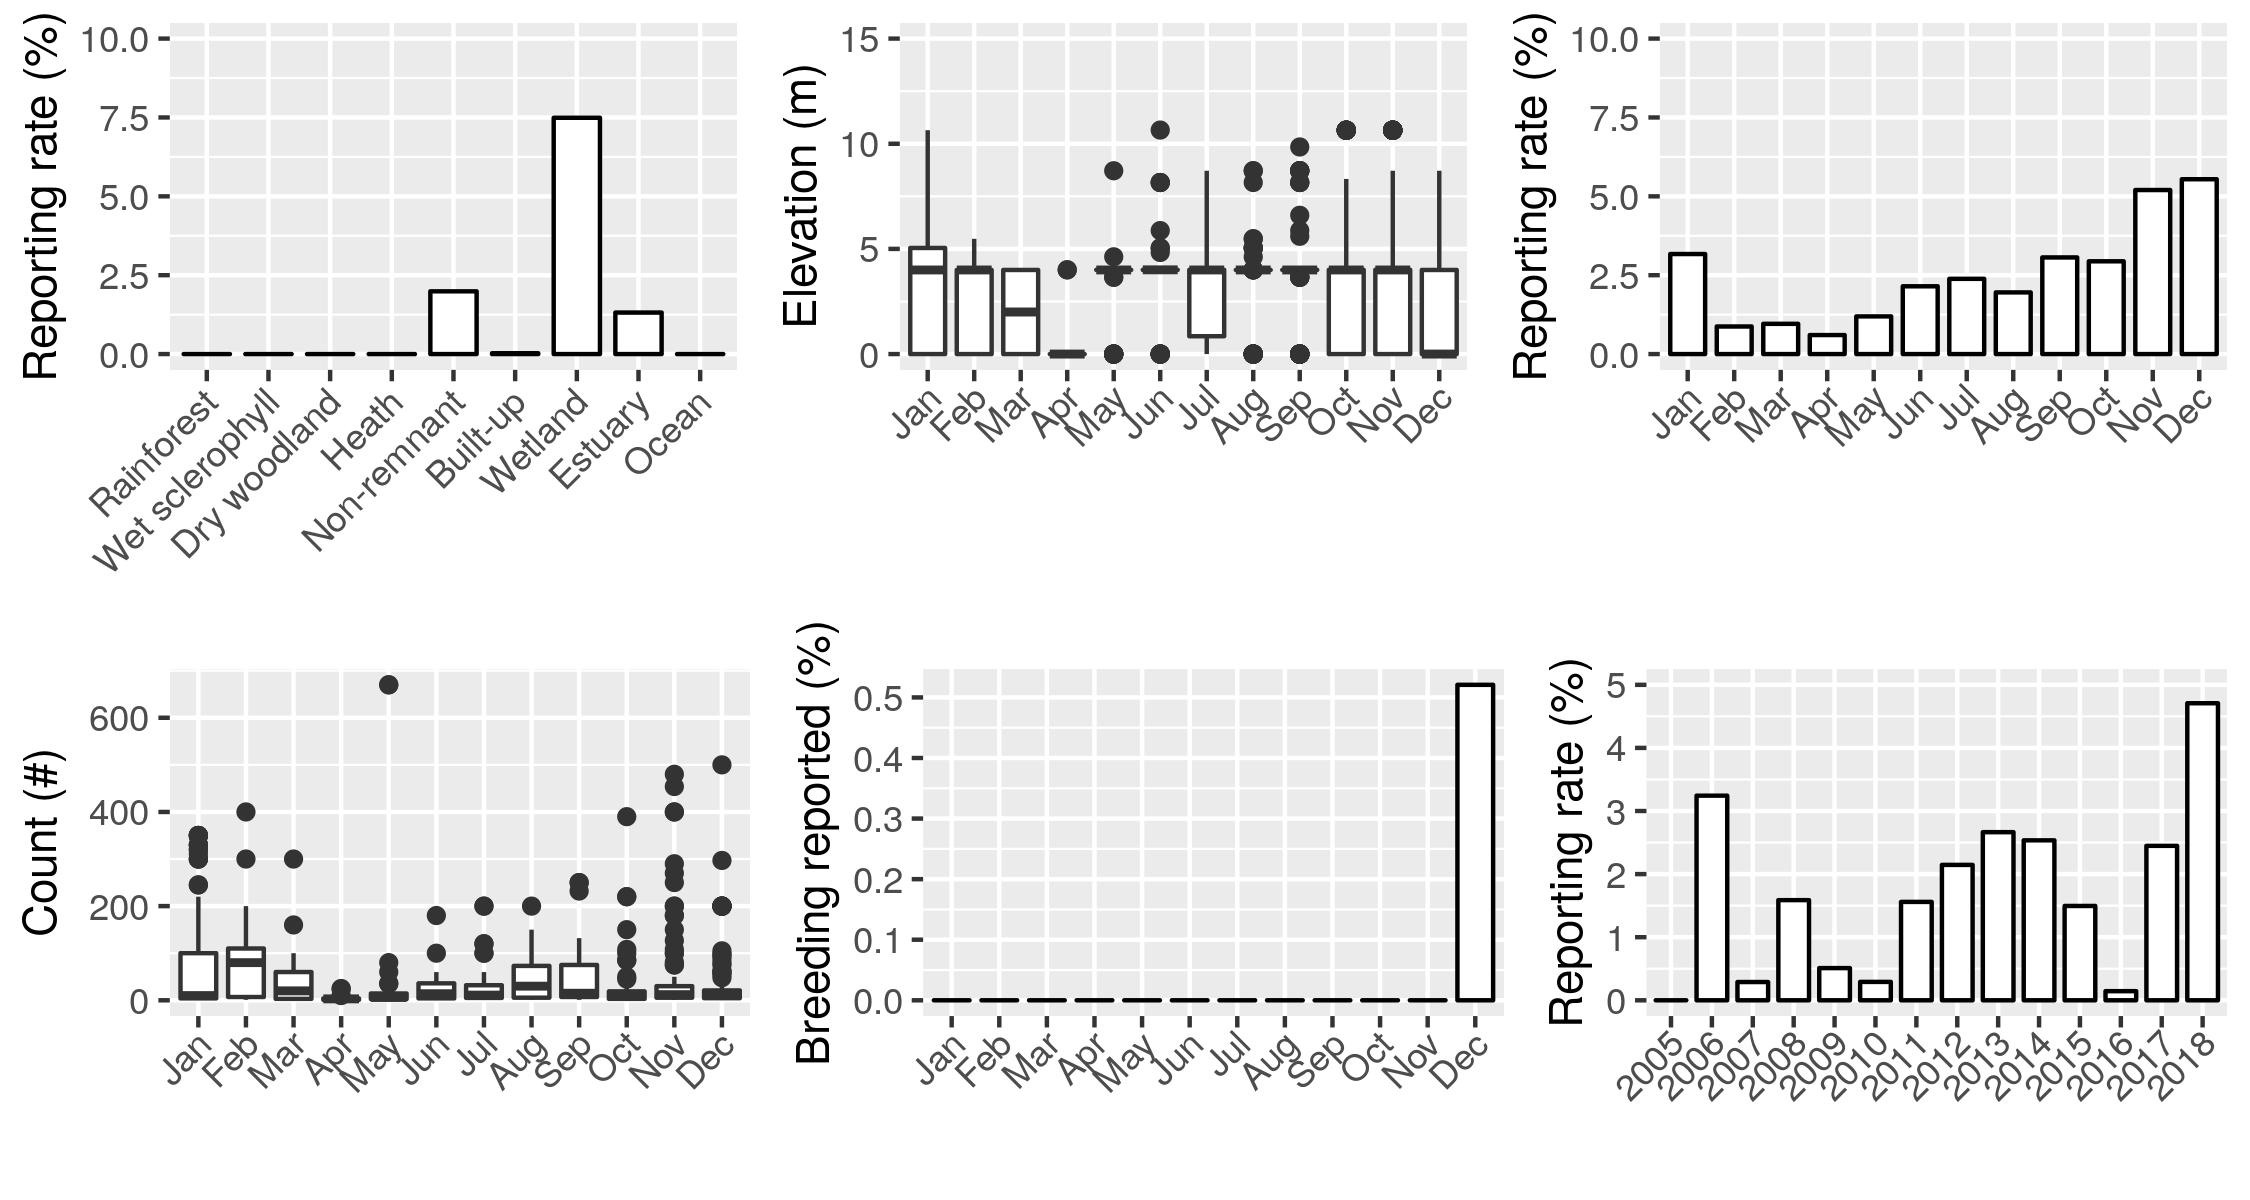 Reporting rate (%)
10.0
7.5
5.0
2.5
0.0
Rainforest
Wet sclerophyll
Dry woodland
Heath
Non-remnant
Built-up
Wetland
Estuary
Ocean
Elevation (m)
15
10
5
0
Jan Feb Mar Apr May Jun Jul Aug Sep Oct Nov Dec
Reporting rate (%)
10.0
7.5
5.0
2.5
0.0
Jan Feb Mar Apr May Jun Jul Aug Sep Oct Nov Dec
Count (#)
600
400
200
0
Jan Feb Mar Apr May Jun Jul Aug Sep Oct Nov Dec
Breeding reported (%)
0.5
0.4
0.3
0.2
0.1
0.0
Jan Feb Mar Apr May Jun Jul Aug Sep Oct Nov Dec
Reporting rate (%)
5
4
3
2
1
0
2005 2006 2007 2008 2009 2010 2011 2012 2013 2014 2015 2016 2017 2018